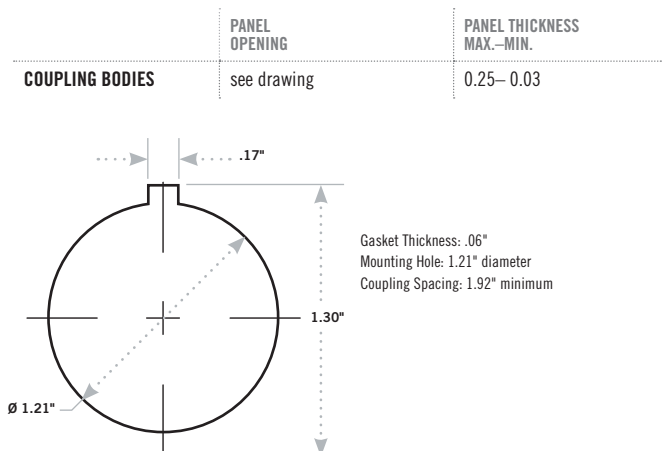 PANEL
OPENING
PANEL THICKNESS
MAX.–MIN.
COUPLING BODIES see drawing 0.25– 0.03
.17"
Gasket Thickness: .06"
Mounting Hole: 1.21" diameter
Coupling Spacing: 1.92" minimum
1.30"
Ø 1.21"